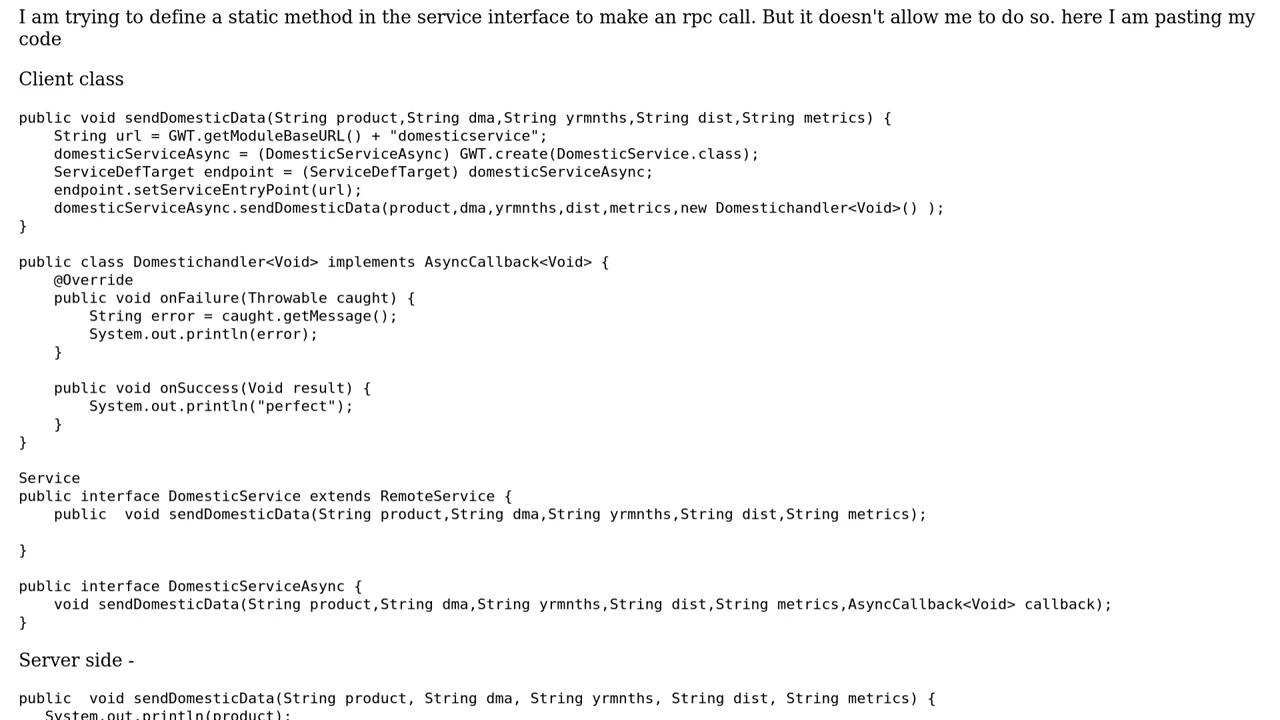 I am trying to define a static method in the service interface to make an rpc call. But it doesn't allow me to do so. here I am pasting my
code
Client class
public void sendDomesticData(String product,String dma,String yrmnths,String dist,String metrics) {
    String url = GWT.getModuleBaseURL() + "domesticservice";
    domesticServiceAsync = (DomesticServiceAsync) GWT.create(DomesticService.class);
    ServiceDefTarget endpoint = (ServiceDefTarget) domesticServiceAsync;
    endpoint.setServiceEntryPoint(url);
    domesticServiceAsync.sendDomesticData(product,dma,yrmnths,dist,metrics,new Domestichandler<Void>() );
}
public class Domestichandler<Void> implements AsyncCallback<Void> {
    @Override
    public void onFailure(Throwable caught) {
        String error = caught.getMessage();
        System.out.println(error);
    }
    public void onSuccess(Void result) {
        System.out.println("perfect");
    }
}
Service
public interface DomesticService extends RemoteService {
    public  void sendDomesticData(String product,String dma,String yrmnths,String dist,String metrics);
}
public interface DomesticServiceAsync {
    void sendDomesticData(String product,String dma,String yrmnths,String dist,String metrics,AsyncCallback<Void> callback);
}
Server side -
public  void sendDomesticData(String product, String dma, String yrmnths, String dist, String metrics) {
   System.out.println(product);